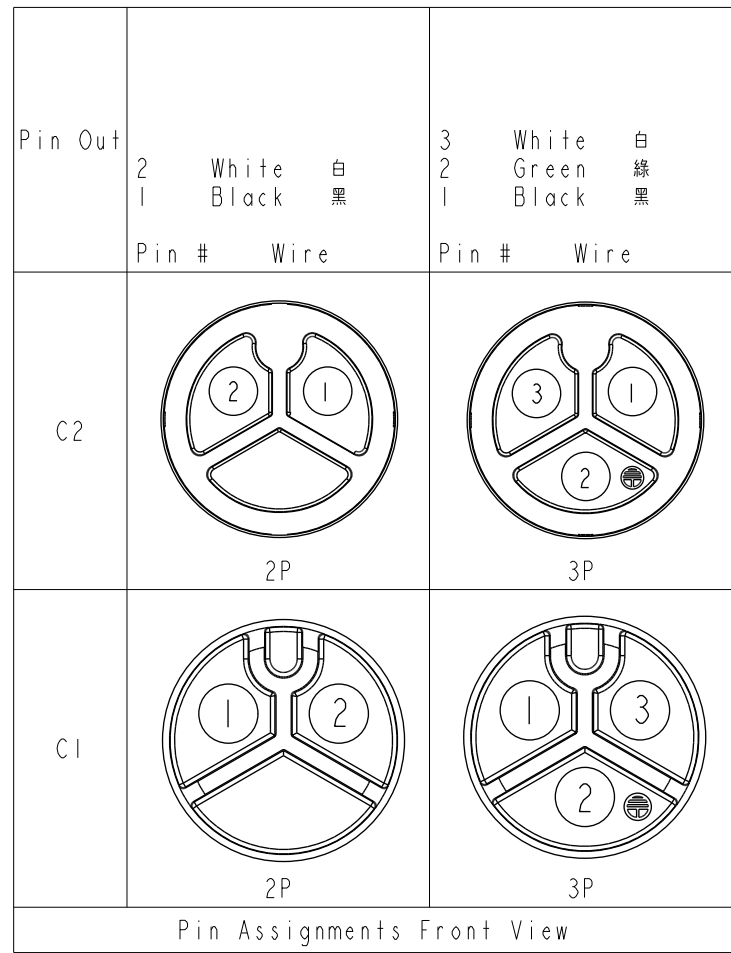 Pin Out
2 White 白
1 Black 黑
Pin # Wire
3 White 白
2 Green 綠
1 Black 黑
Pin # Wire
C2
2 1
2P
3 1
2
3P
C1
1 2
2P
1 3
2
3P
Pin Assignments Front View